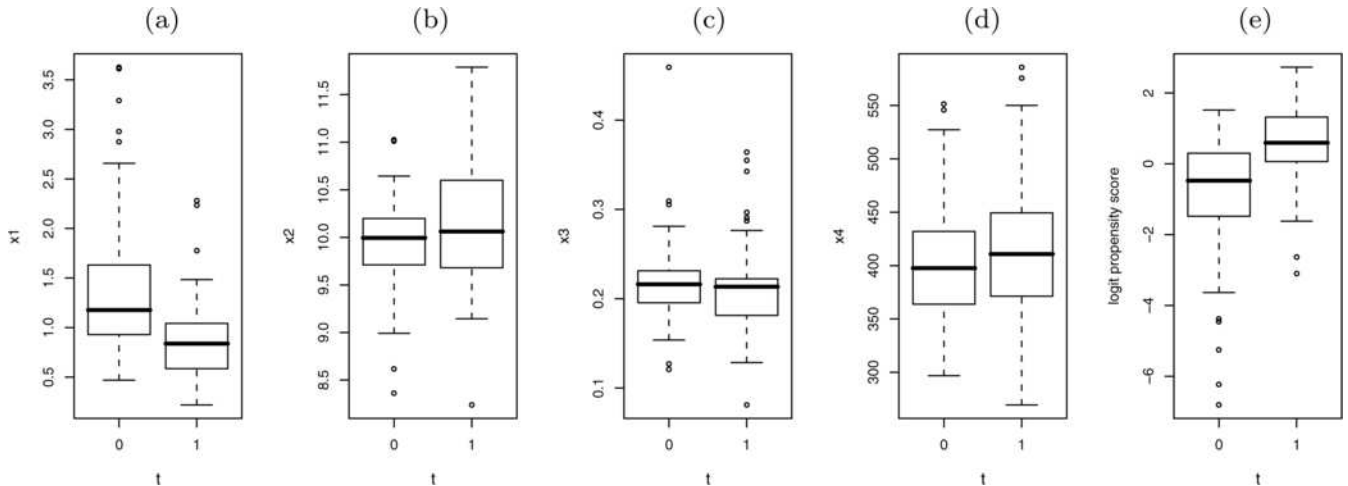 (a)
x1
3.5
3.0
2.5
2.0
1.5
1.0
0.5
0
1
t
(b)
x2
11.5
11.0
10.5
10.0
9.5
9.0
8.5
0
1
t
(c)
x3
0.4
0.3
0.2
0.1
0
1
t
(d)
x4
550
500
450
400
350
300
0
1
t
(e)
logit propensity score
2
0
−2
−4
−6
0
1
t